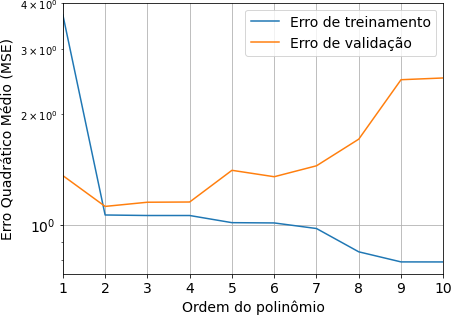 Erro Quadrático Médio (MSE)
4 × 10⁰
3 × 10⁰
2 × 10⁰
10⁰
Erro de treinamento
Erro de validação
1 2 3 4 5 6 7 8 9 10
Ordem do polinômio